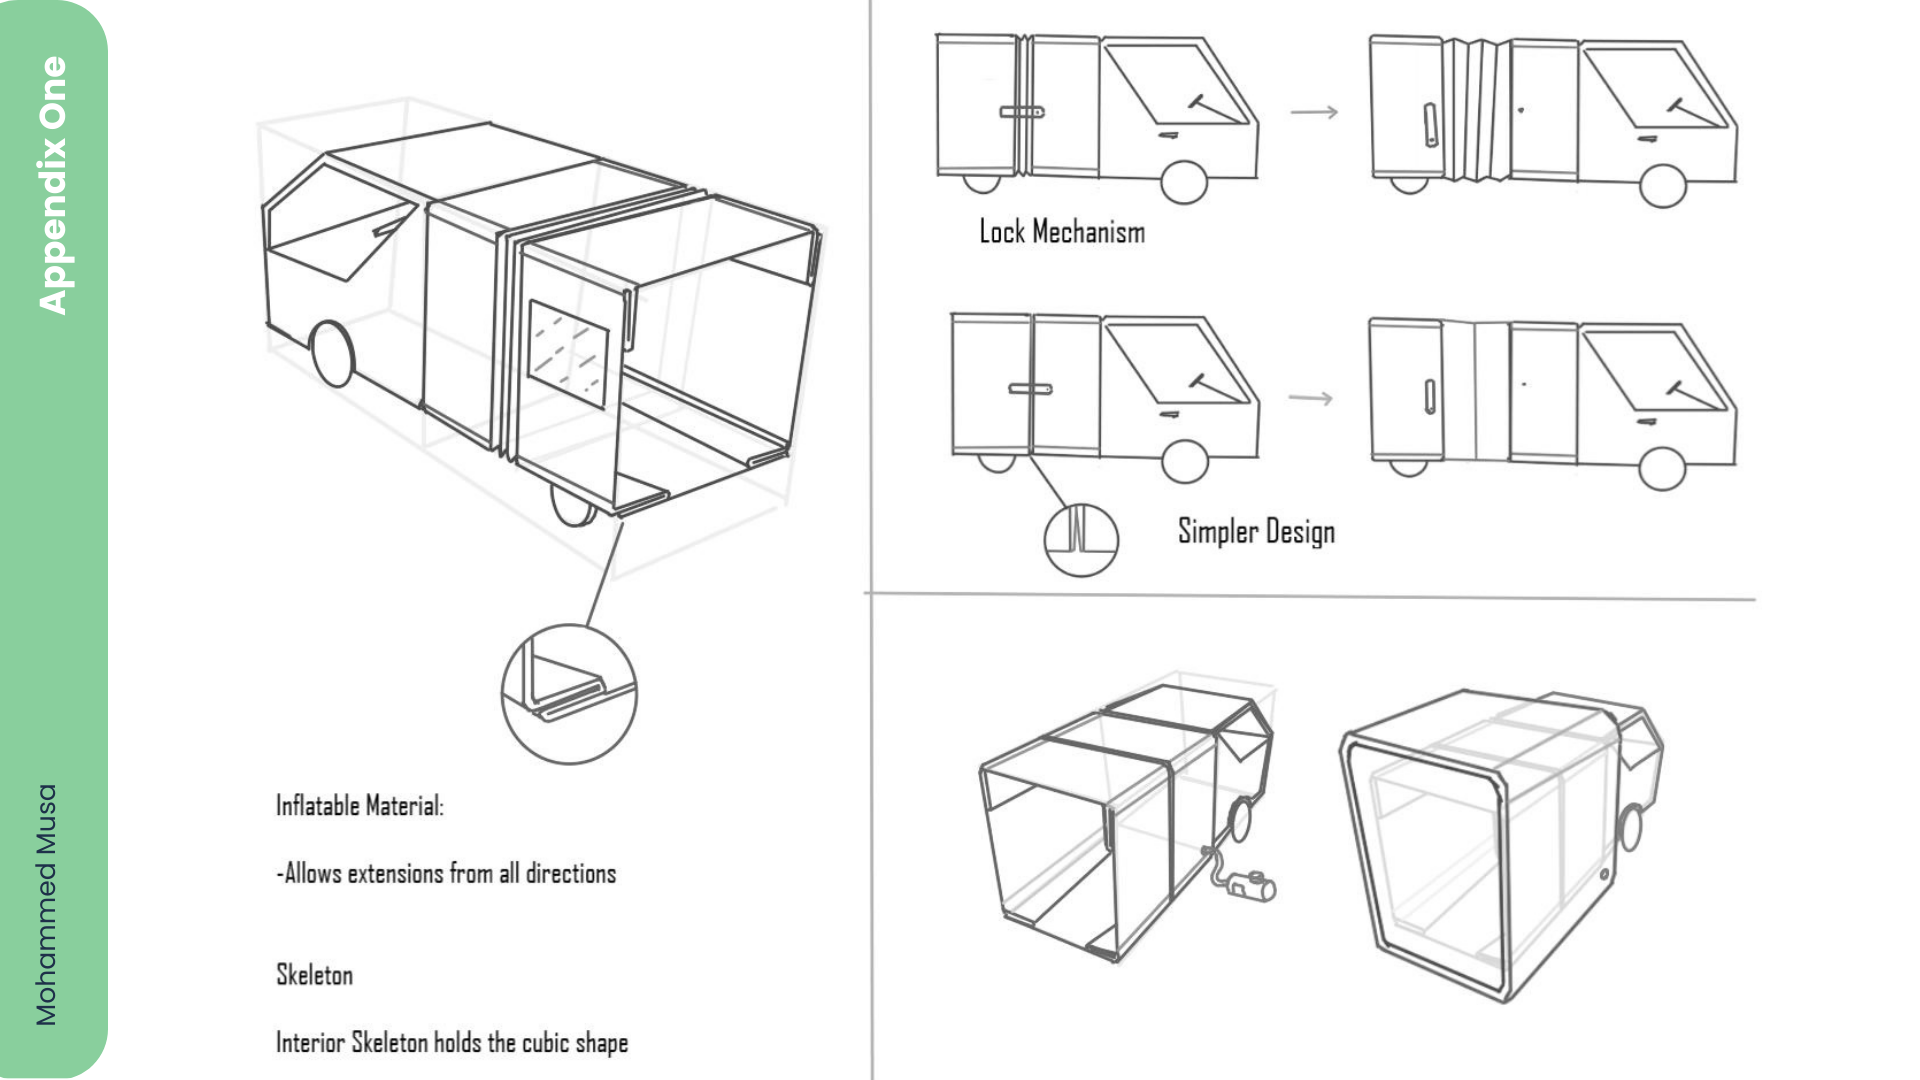 Appendix One
Mohammed Musa
Inflatable Material:
-Allows extensions from all directions
Skeleton
Interior Skeleton holds the cubic shape
Lock Mechanism
Simpler Design